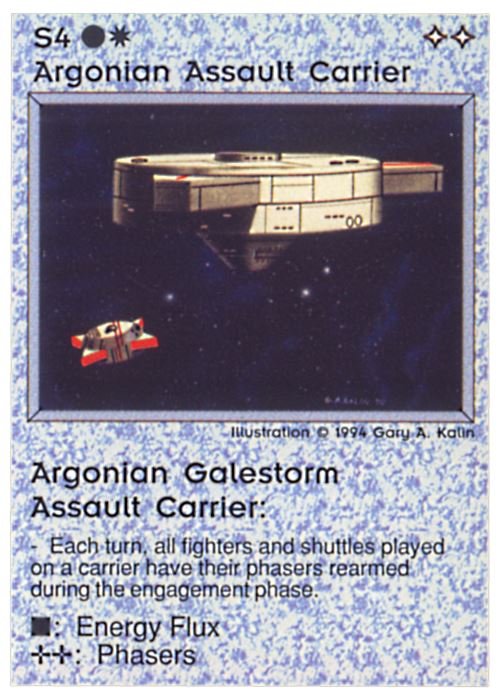 S4
Argonian Assault Carrier
Illustration © 1994 Gary A. Kalin
Argonian Galestorm
Assault Carrier:
- Each turn, all fighters and shuttles played
on a carrier have their phasers rearmed
during the engagement phase.
: Energy Flux
: Phasers